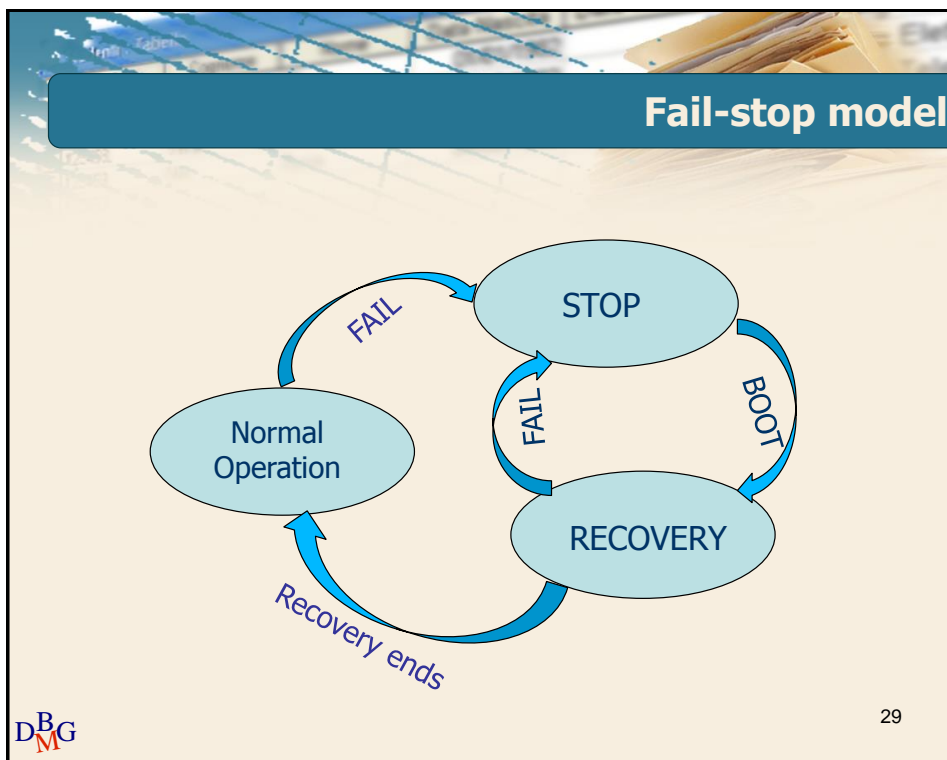 Fail-stop model
FAIL
STOP
FAIL
BOOT
Normal
Operation
RECOVERY
Recovery ends
DBMG
29